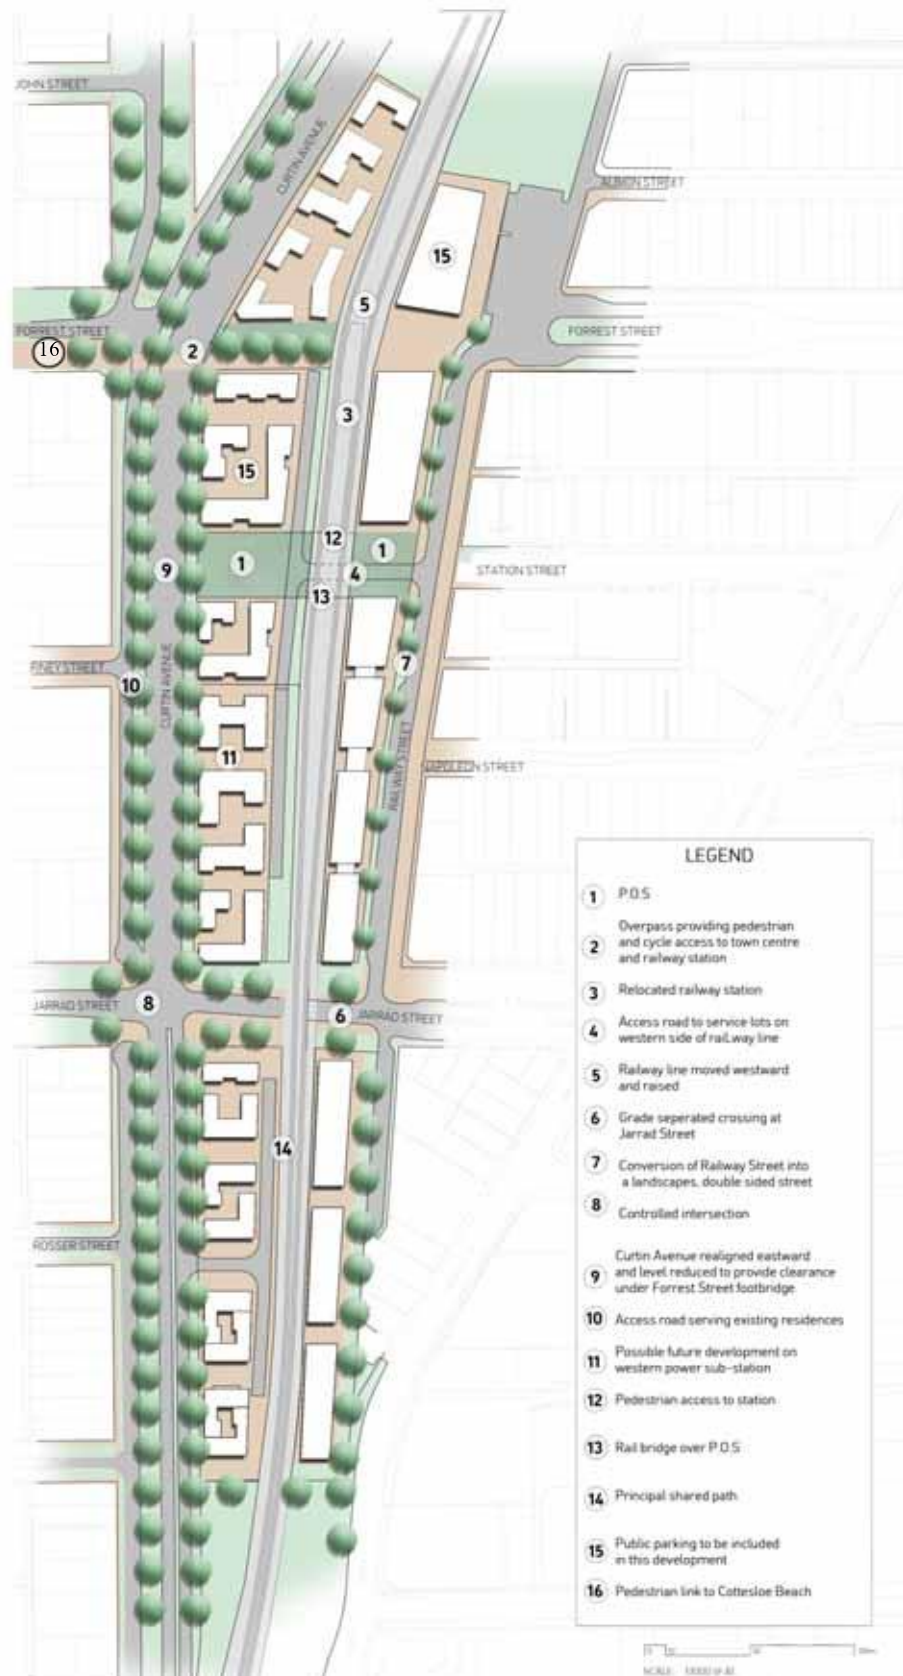 JOHN STREET
CURTIN AVENUE
ALBION STREET
15
5
FORREST STREET
FORREST STREET
16
2
3
15
12
1
1
9
4
STATION STREET
13
CURTIN AVENUE
7
10
RAILWAY STREET
11
NAPOLEON STREET
JARRAD STREET
8
6
JARRAD STREET
14
ROSSER STREET
LEGEND
1 P.O.S
2 Overpass providing pedestrian
and cycle access to town centre
and railway station
3 Relocated railway station
4 Access road to service lots on
western side of rail.way line
5 Railway line moved westward
and raised
6 Grade seperated crossing at
Jarrad Street
7 Conversion of Railway Street into
a landscapes, double sided street
8 Controlled intersection
9 Curtin Avenue realigned eastward
and level reduced to provide clearance
under Forrest Street footbridge
10 Access road serving existing residences
11 Possible future development on
western power sub-station
12 Pedestrian access to station
13 Rail bridge over P.O.S
14 Principal shared path
15 Public parking to be included
in this development
16 Pedestrian link to Cottesloe Beach
SCALE